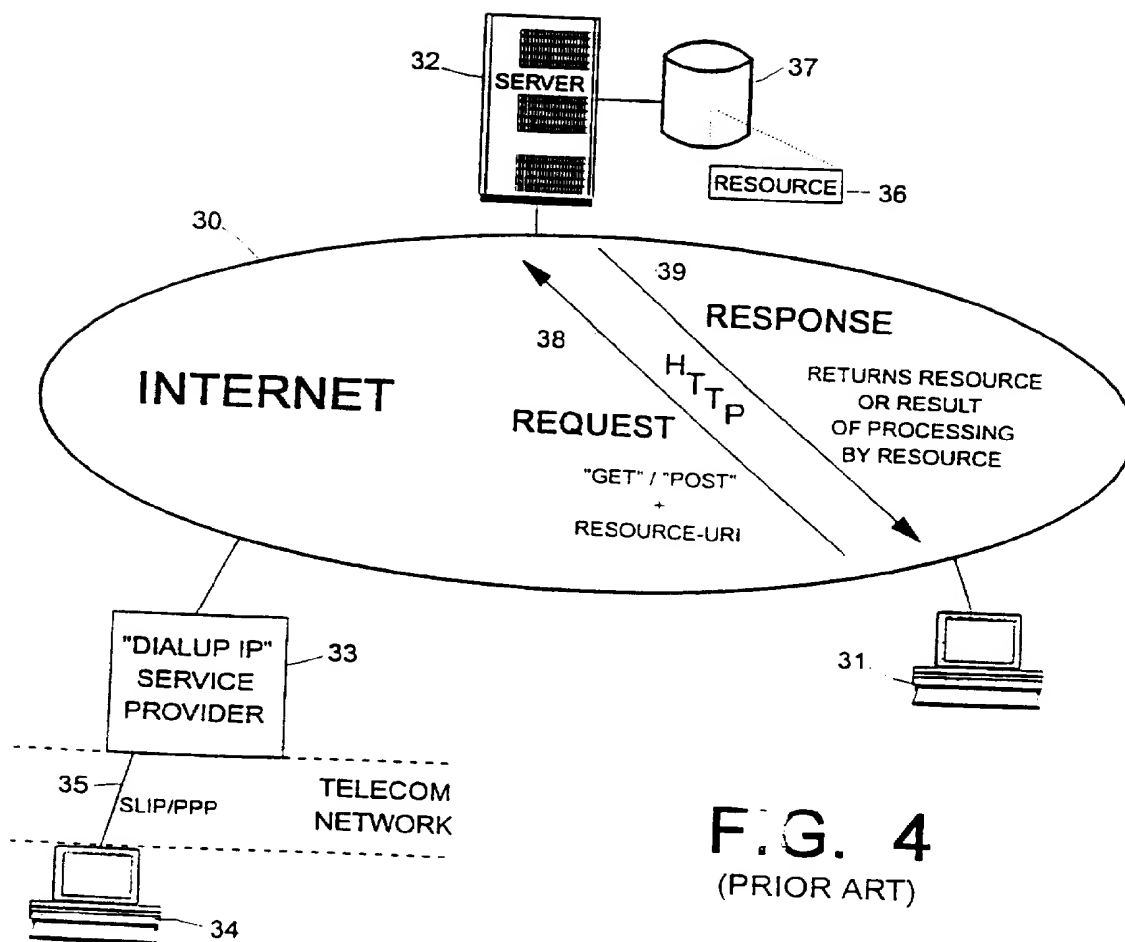 32
SERVER
37
RESOURCE
36
30
39
RESPONSE
38
HTTP
INTERNET
RETURNS RESOURCE
OR RESULT
OF PROCESSING
BY RESOURCE
REQUEST
"GET" / "POST"
+
RESOURCE-URI
"DIALUP IP"
SERVICE
PROVIDER
33
31
35
SLIP/PPP
TELECOM
NETWORK
34
F.G. 4
(PRIOR ART)